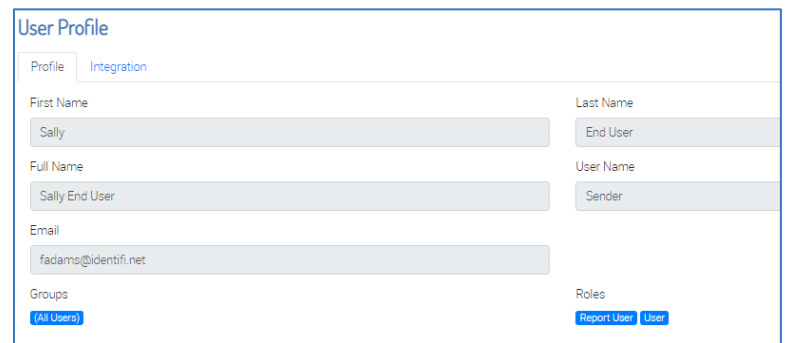 User Profile
Profile Integration
First Name Last Name
Sally End User
Full Name User Name
Sally End User Sender
Email
fadams@identifi.net
Groups Roles
(All Users) Report User User